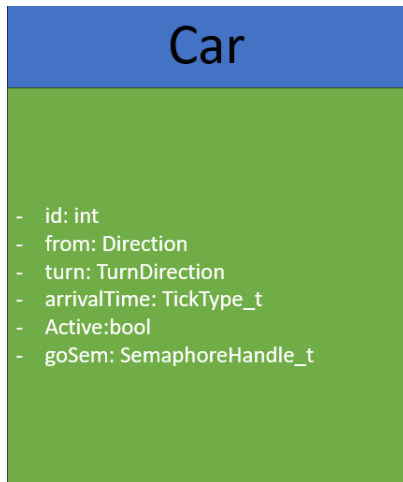 Car
- id: int
- from: Direction
- turn: TurnDirection
- arrivalTime: TickType_t
- Active:bool
- goSem: SemaphoreHandle_t